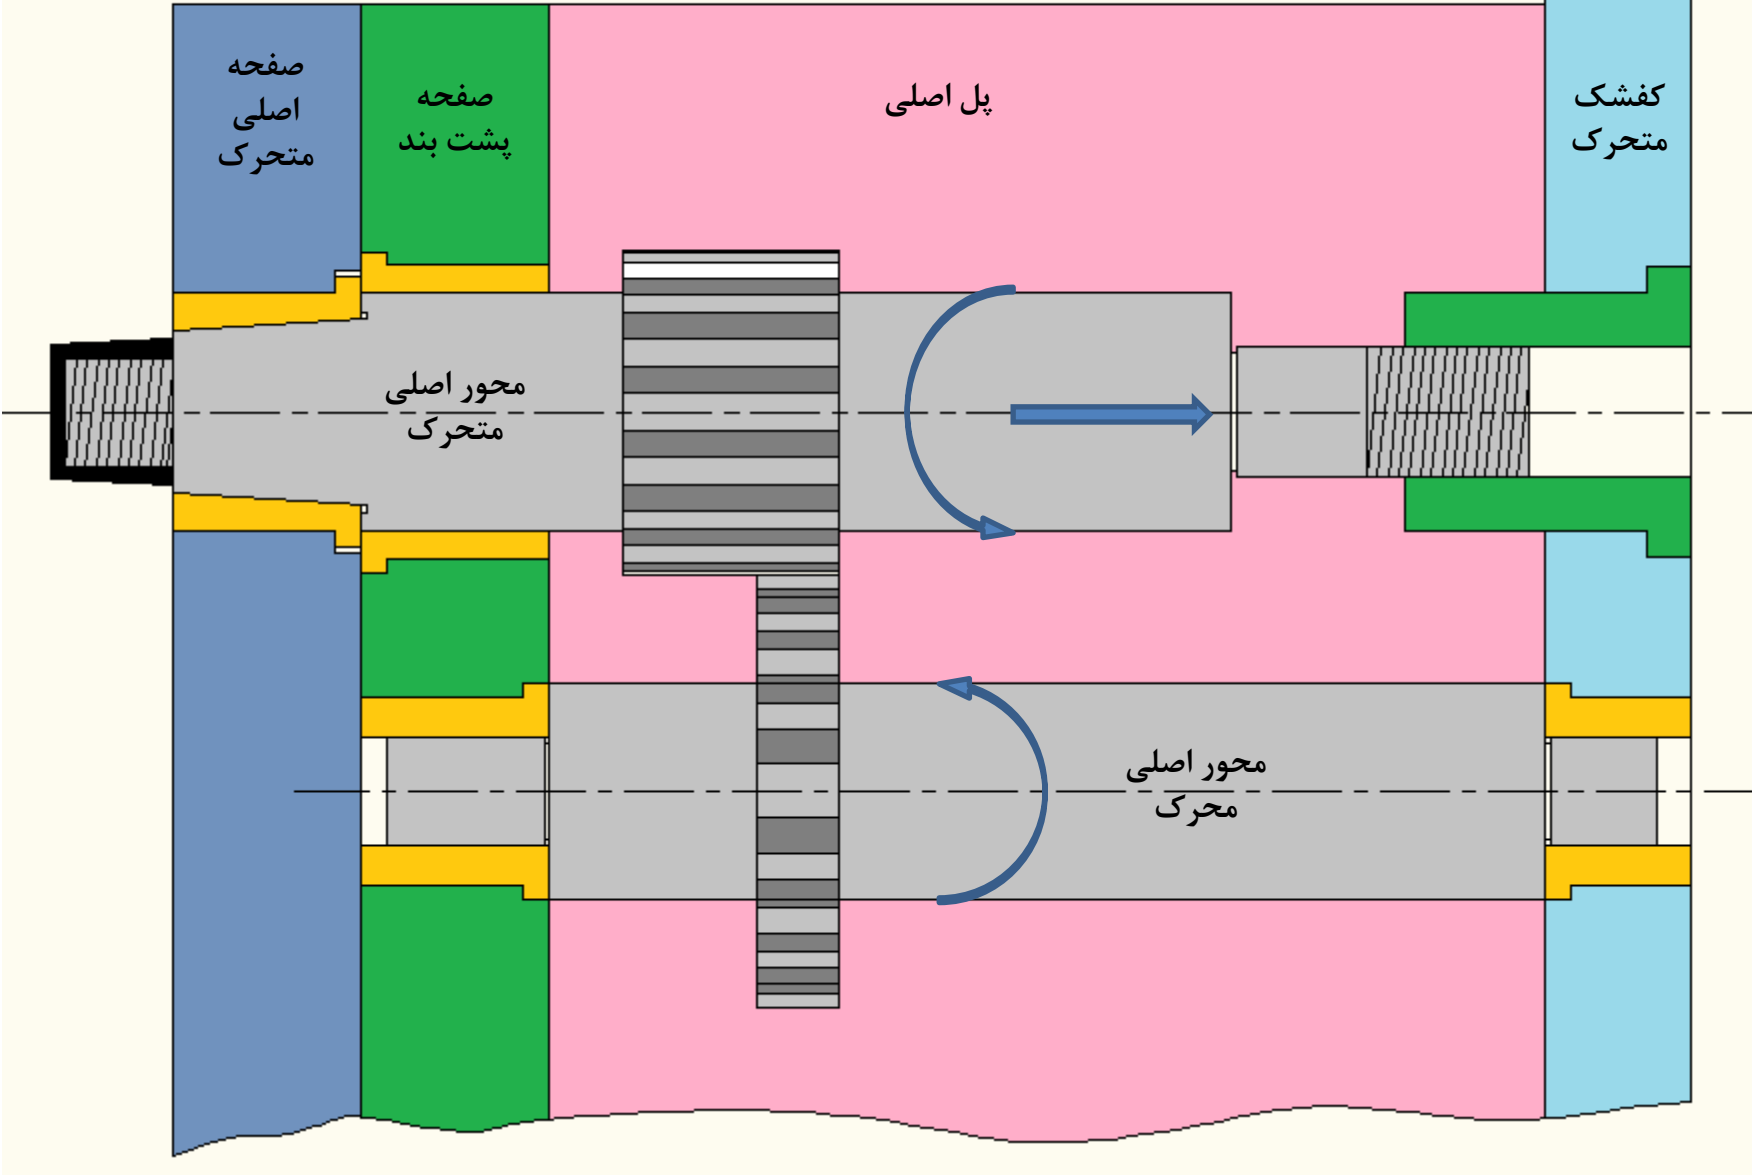 صفحه
اصلی
متحرک
صفحه
پشت بند
پل اصلی
کفشک
متحرک
محور اصلی
متحرک
محور اصلی
محرک